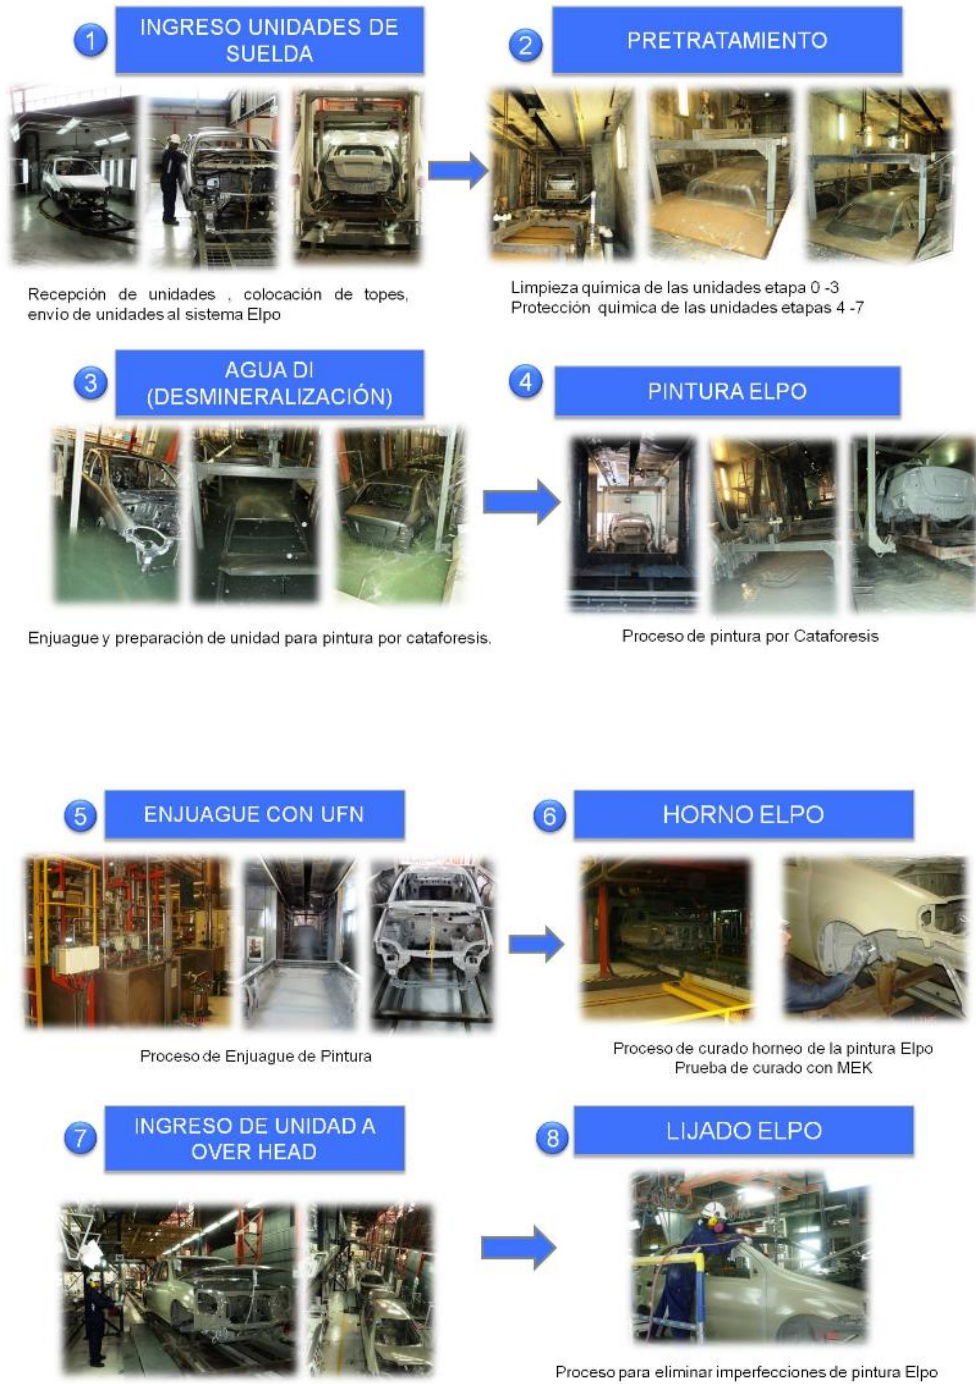 1
INGRESO UNIDADES DE
SUELDA
2
PRETRATAMIENTO
Recepción de unidades , colocación de topes,
envío de unidades al sistema Elpo
Limpieza química de las unidades etapa 0 -3
Protección química de las unidades etapas 4 -7
3
AGUA DI
(DESMINERALIZACIÓN)
4
PINTURA ELPO
Enjuague y preparación de unidad para pintura por cataforesis.
Proceso de pintura por Cataforesis
5
ENJUAGUE CON UFN
6
HORNO ELPO
Proceso de Enjuague de Pintura
Proceso de curado horneo de la pintura Elpo
Prueba de curado con MEK
7
INGRESO DE UNIDAD A
OVER HEAD
8
LIJADO ELPO
Proceso para eliminar imperfecciones de pintura Elpo